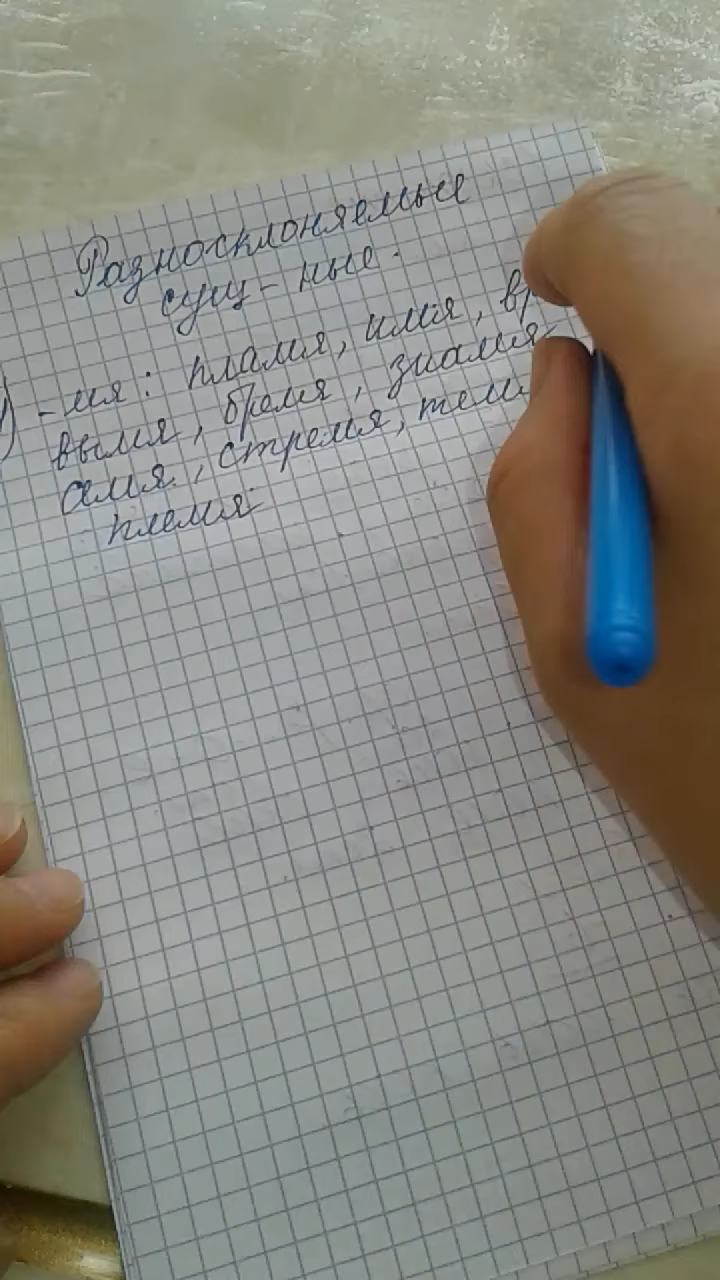 Разносклоняемые
сущ-ные.
1) -мя: пламя, имя,
вымя, бремя, знамя
семя, стремя,
племя